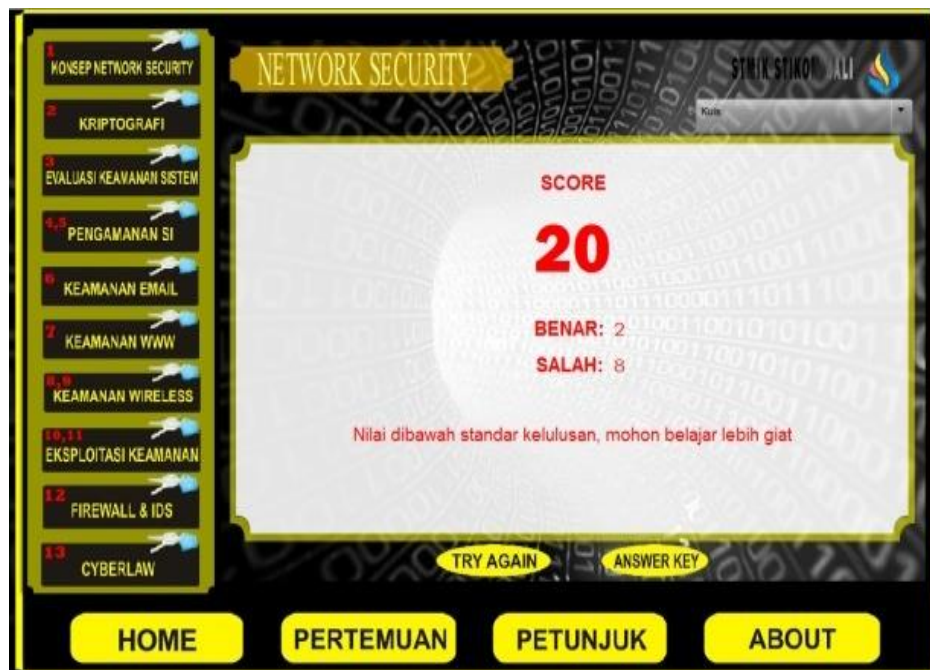 1
KONSEP NETWORK SECURITY
2
KRIPTOGRAFI
3
EVALUASI KEAMANAN SISTEM
4,5
PENGAMANAN SI
6
KEAMANAN EMAIL
7
KEAMANAN WWW
8,9
KEAMANAN WIRELESS
10,11
EKSPLOITASI KEAMANAN
12
FIREWALL & IDS
13
CYBERLAW
NETWORK SECURITY
STMIK STIKOM
Kuis
SCORE
20
BENAR: 2
SALAH: 8
Nilai dibawah standar kelulusan, mohon belajar lebih giat
TRY AGAIN
ANSWER KEY
HOME
PERTEMUAN
PETUNJUK
ABOUT